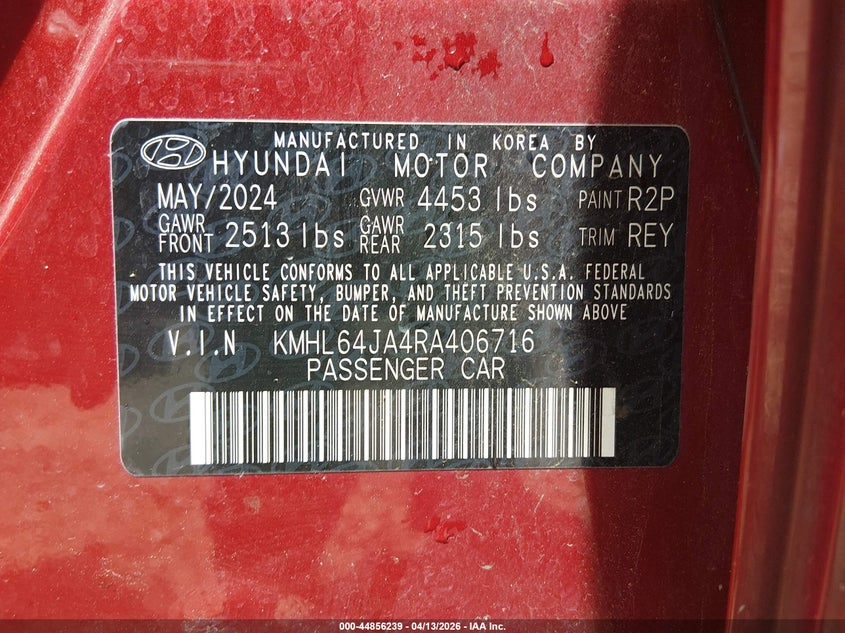 MANUFACTURED IN KOREA BY
HYUNDAI MOTOR COMPANY
MAY/2024 GVWR 4453 lbs PAINT R2P
GAWR FRONT 2513 lbs GAWR REAR 2315 lbs TRIM REY
THIS VEHICLE CONFORMS TO ALL APPLICABLE U.S.A. FEDERAL
MOTOR VEHICLE SAFETY, BUMPER, AND THEFT PREVENTION STANDARDS
IN EFFECT ON THE DATE OF MANUFACTURE SHOWN ABOVE
V.I.N KMHL64JA4RA406716
PASSENGER CAR
000-44856239 - 04/13/2026 - IAA Inc.